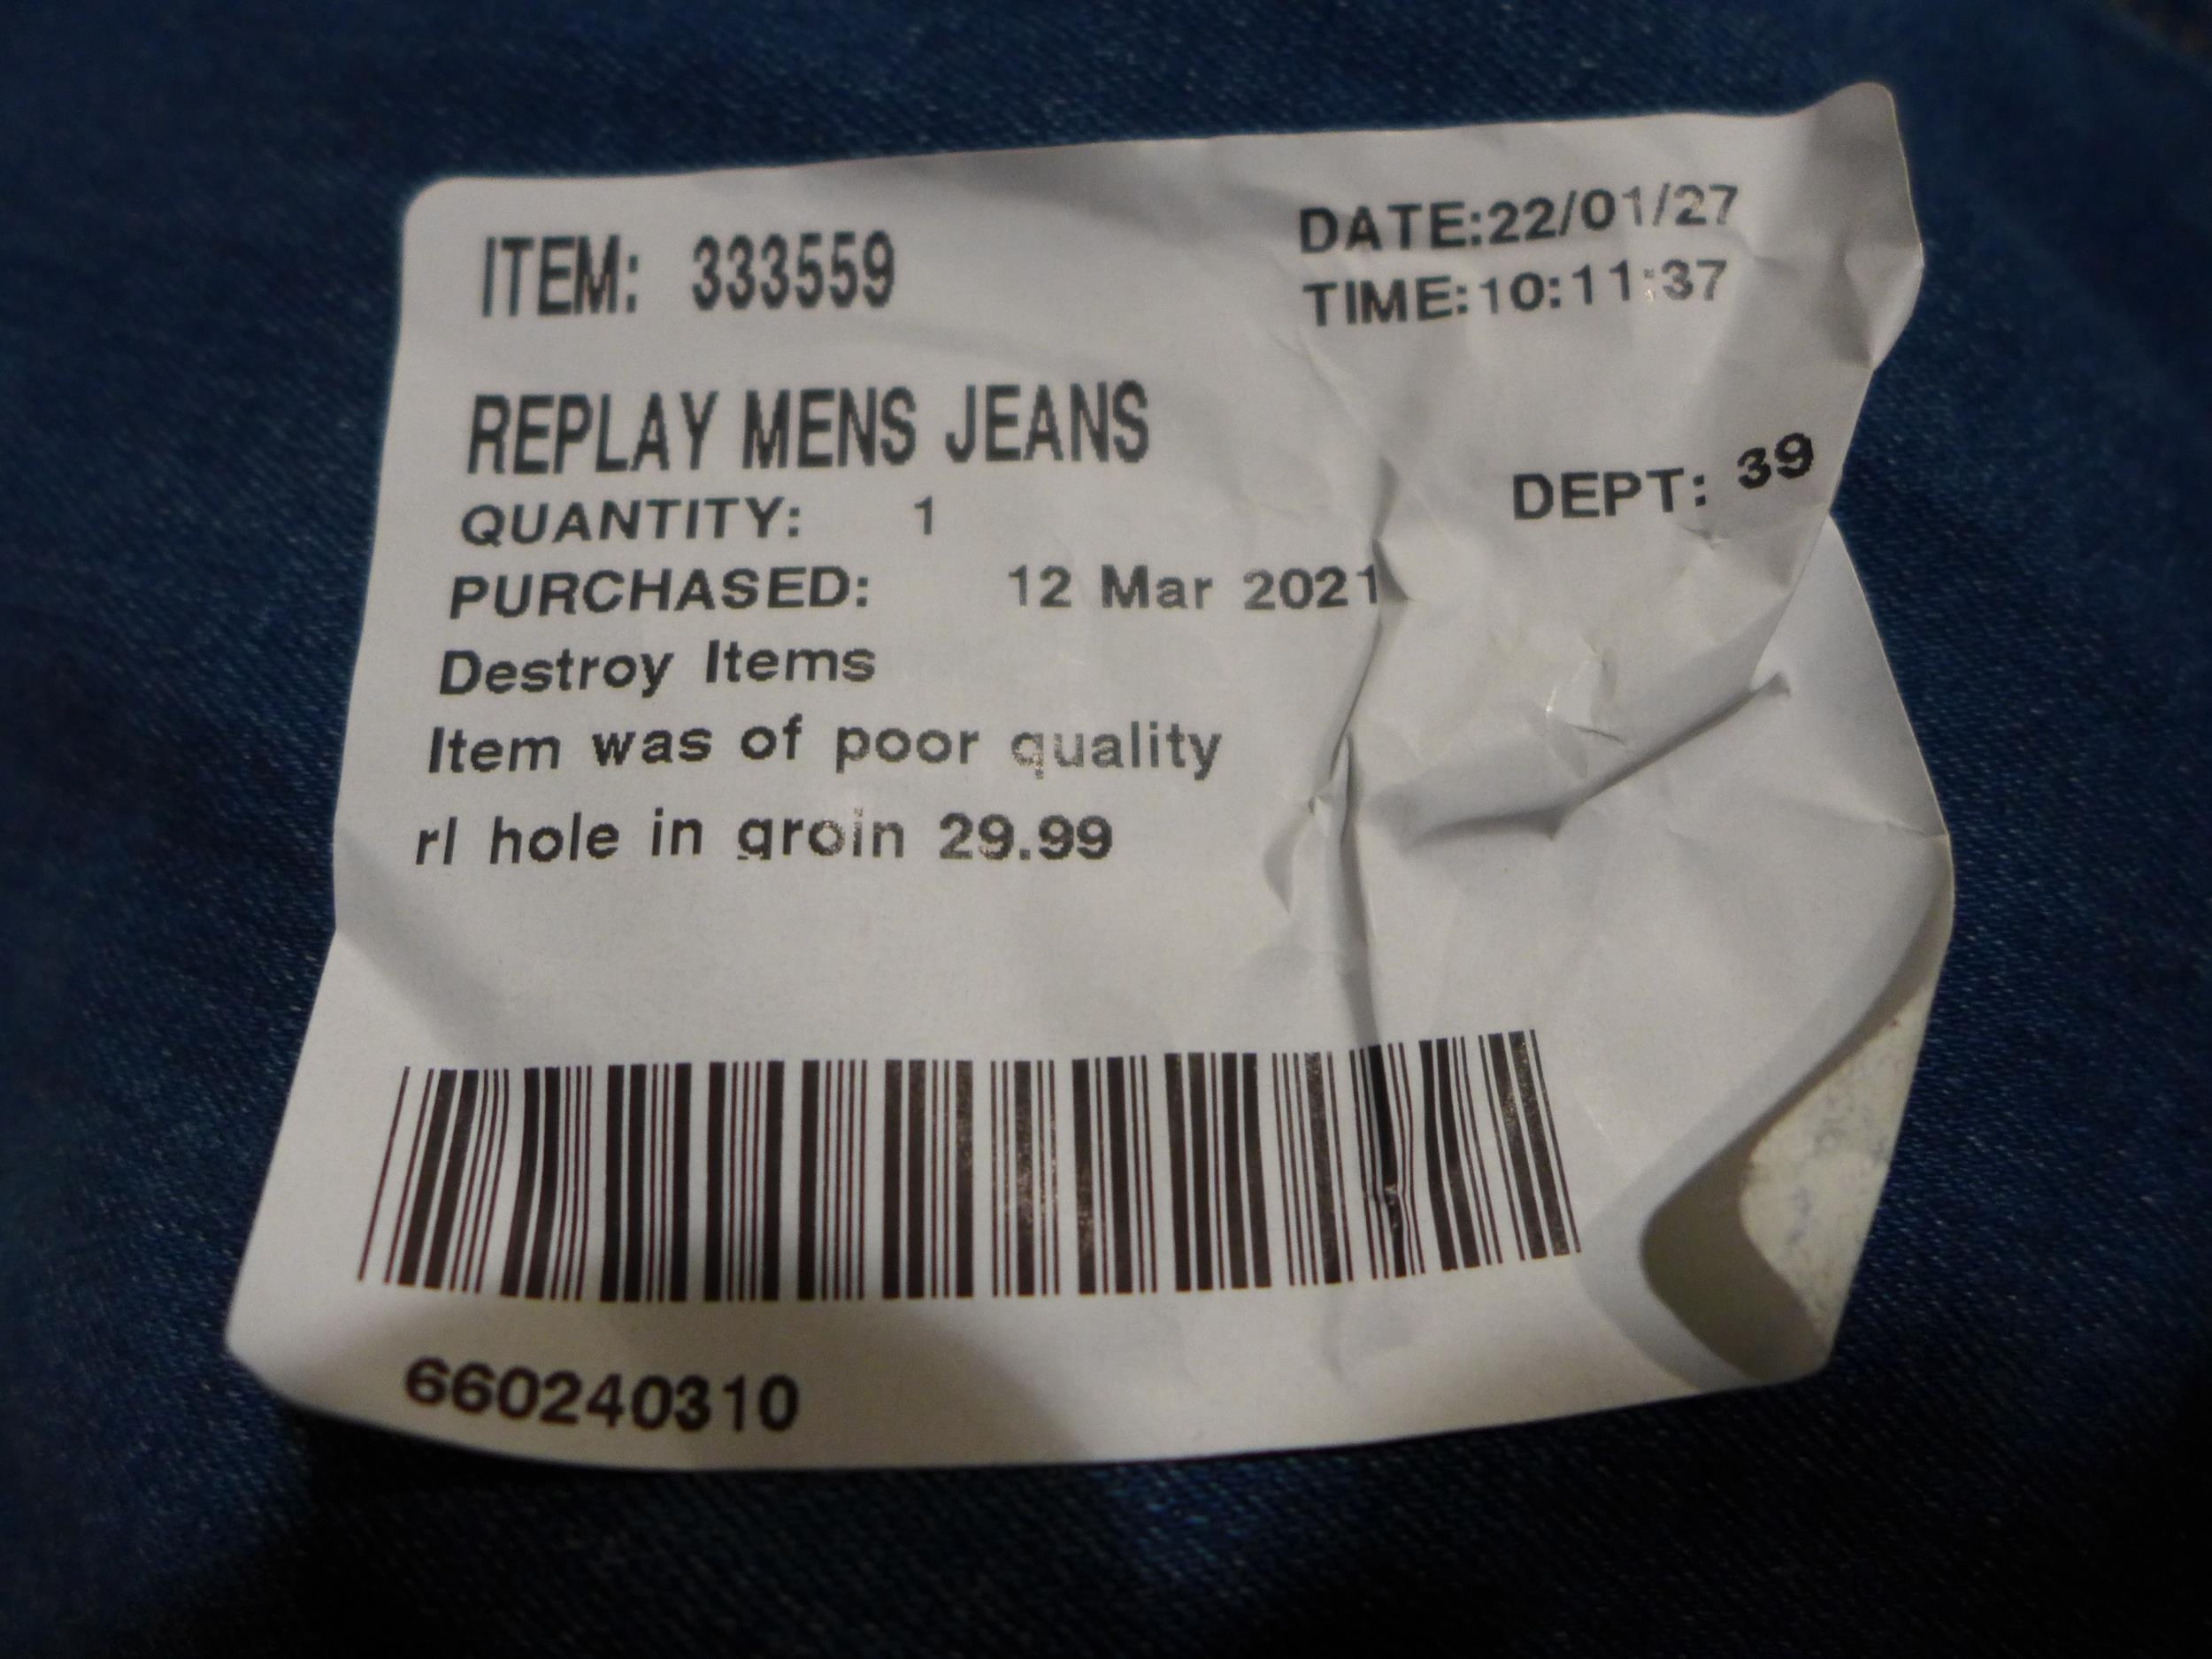 ITEM: 333559
DATE:22/01/27
TIME:10:11:37
REPLAY MENS JEANS
DEPT: 39
QUANTITY: 1
PURCHASED: 12 Mar 2021
Destroy Items
Item was of poor quality
rl hole in groin 29.99
660240310